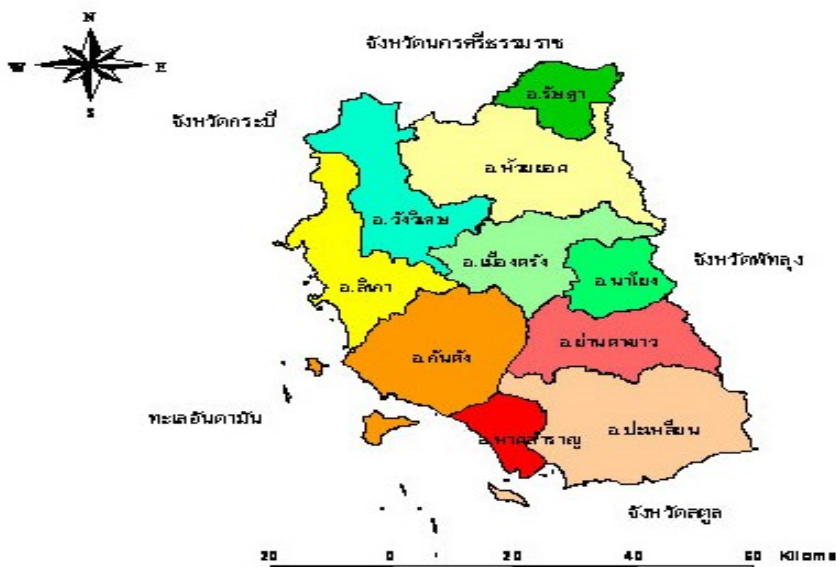 N
จังหวัดนครศรีธรรมราช
W
E
อ.รัษฎา
S
จังหวัดกระบี่
อ.ห้วยยอด
อ.วังวิเศษ
อ.เมืองตรัง
จังหวัดพัทลุง
อ.นาโยง
อ.สิเกา
อ.ย่านตาขาว
อ.กันตัง
ทะเลอันดามัน
อ.หาดสำราญ
อ.ปะเหลียน
จังหวัดสตูล
20 0 20 40 60 Kilome